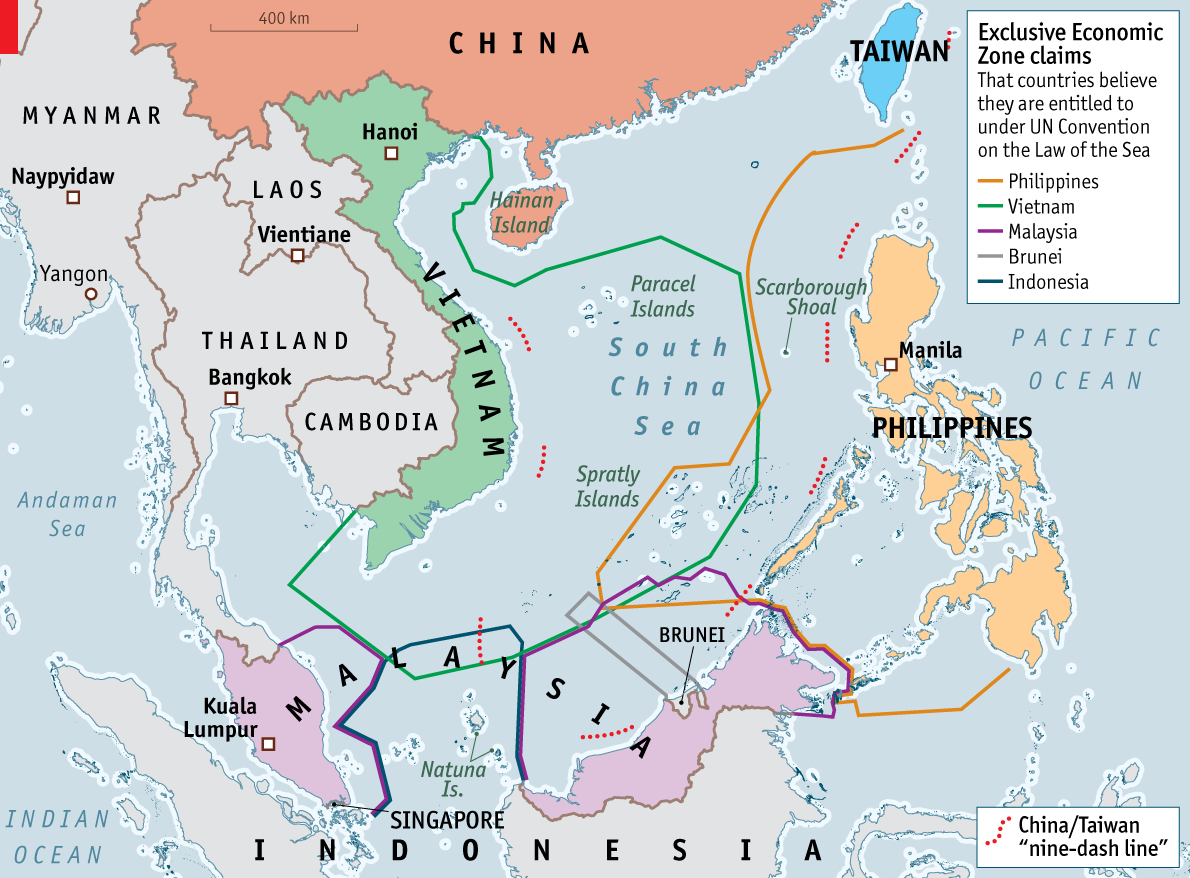 400 km
CHINA
TAIWAN
Exclusive Economic
Zone claims
That countries believe
they are entitled to
under UN Convention
on the Law of the Sea
Philippines
Vietnam
Malaysia
Brunei
Indonesia
MYANMAR
Hanoi
Naypyidaw
LAOS
Hainan
Island
Vientiane
Yangon
VIETNAM
Paracel
Islands
Scarborough
Shoal
THAILAND
South
China
Sea
PACIFIC
OCEAN
Manila
Bangkok
CAMBODIA
PHILIPPINES
Spratly
Islands
Andaman
Sea
BRUNEI
MALAYSIA
Kuala
Lumpur
Natuna
Is.
SINGAPORE
INDIAN
OCEAN
INDONESIA
China/Taiwan
“nine-dash line”